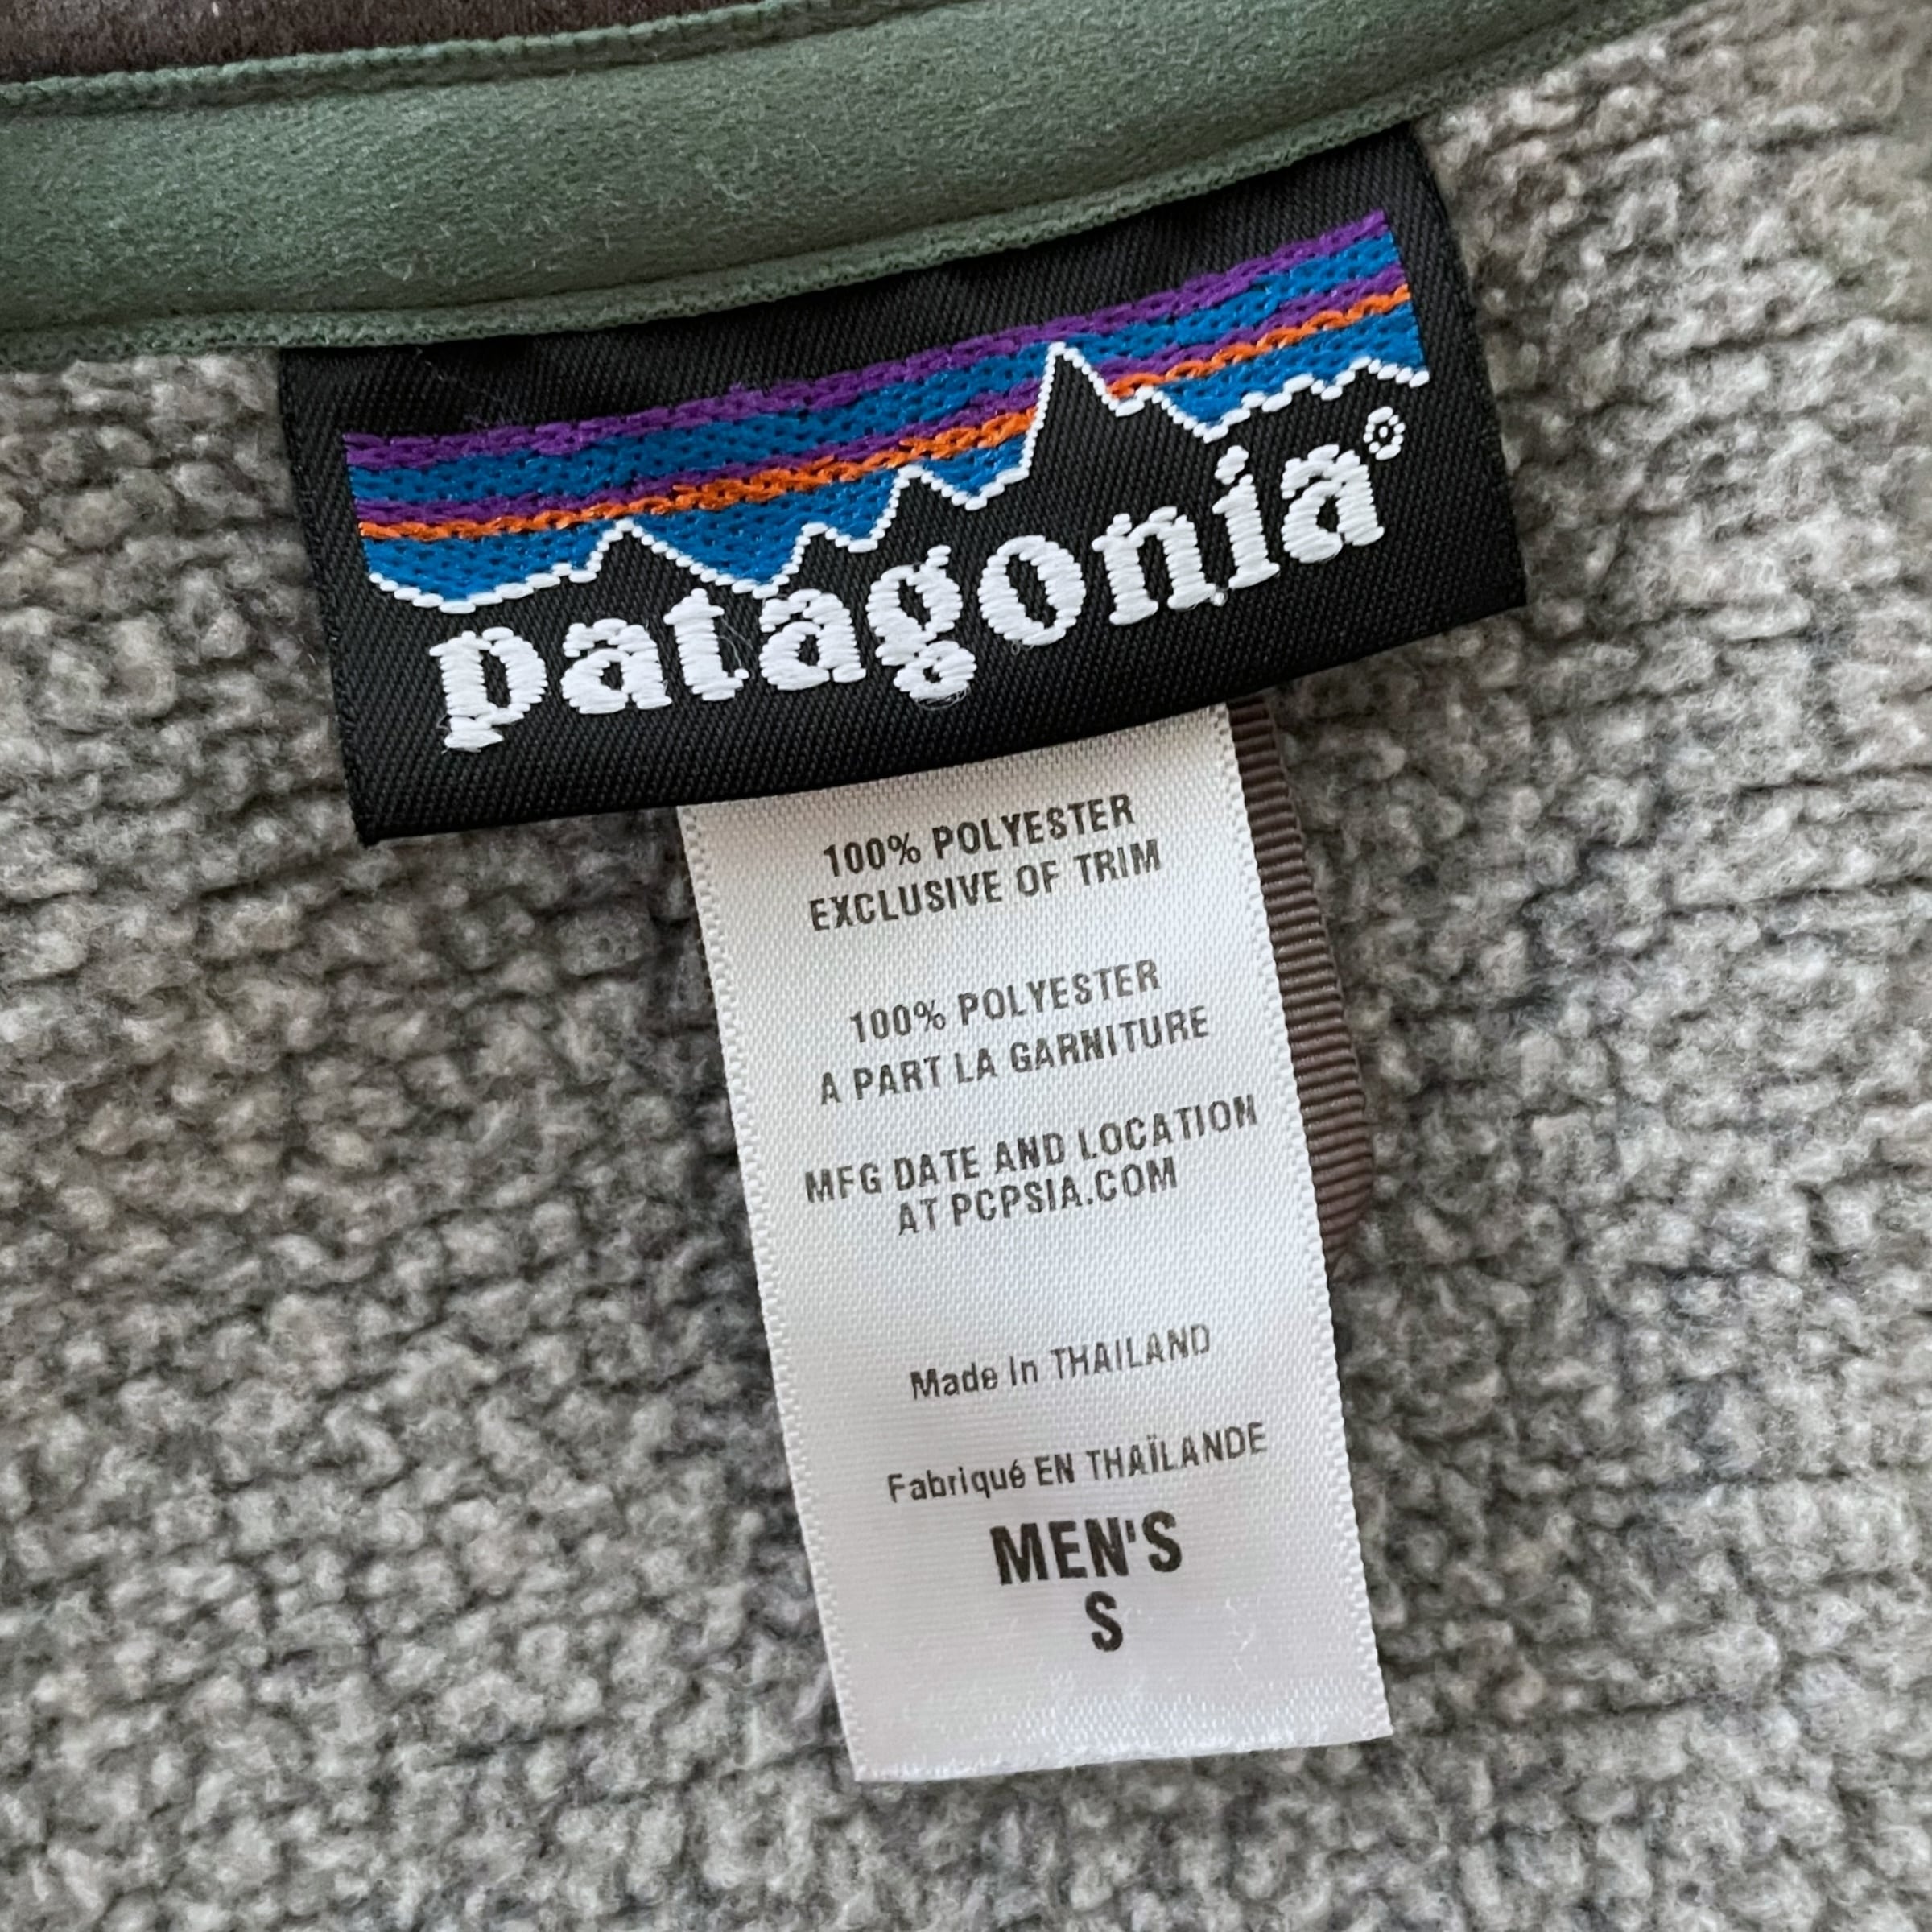 patagonia®
100% POLYESTER
EXCLUSIVE OF TRIM
100% POLYESTER
A PART LA GARNITURE
MFG DATE AND LOCATION
AT PCPSIA.COM
Made In THAILAND
Fabriqué EN THAÏLANDE
MEN'S
S